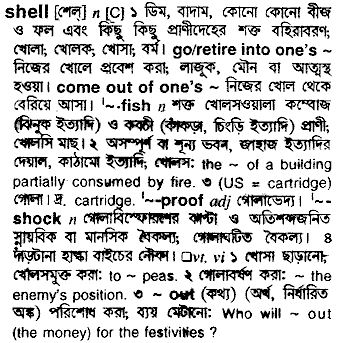 shell [শেল্] n [C] ১ ডিম, বাদাম, কোনো কোনো বীজ
ও ফল এবং কিছু কিছু প্রাণীদেহের শক্ত বহিরাবরণ;
খোলা; খোলক; খোসা; বর্ম। go/retire into one's ~
নিজের খোলে প্রবেশ করা; লাজুক, মৌন বা আত্মস্থ
হওয়া। come out of one's ~ নিজের খোল থেকে
বেরিয়ে আসা। '~-fish n শক্ত খোলসওয়ালা কম্বোজ
(ঝিনুক ইত্যাদি) ও কবচী (কাঁকড়া, চিংড়ি ইত্যাদি) প্রাণী;
খোলসি মাছ। ২ অসম্পূর্ণ বা শূন্য ভবন, জাহাজ ইত্যাদির
দেয়াল, কাঠামো ইত্যাদি; খোলস: the ~ of a building
partially consumed by fire. ৩ (US = cartridge)
গোলা। দ্র. cartridge. '~-proof adj গোলাভেদ্য। '~-
shock n গোলাবিস্ফোরণের ঝাপ্টা ও অতিশব্দজনিত
স্নায়বিক বা মানসিক বৈকল্য; গোলাঘটিত বৈকল্য। ৪
দাঁড়টানা হাল্কা বাইচের নৌকা। □vt, vi ১ খোসা ছাড়ানো;
খোলসমুক্ত করা: to ~ peas. ২ গোলাবর্ষণ করা: ~ the
enemy's position. ৩ ~ out (কথ্য) (অর্থ, নির্ধারিত
অঙ্ক) পরিশোধ করা; ব্যয় মেটানো: Who will ~ out
(the money) for the festivities ?